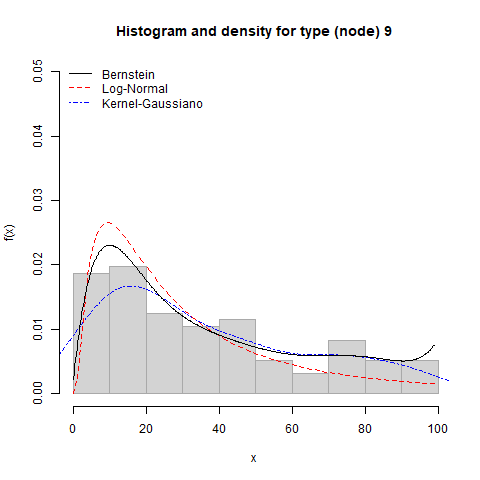 Histogram and density for type (node) 9
Bernstein
Log-Normal
Kernel-Gaussiano
f(x)
0.05
0.04
0.03
0.02
0.01
0.00
0 20 40 60 80 100
x